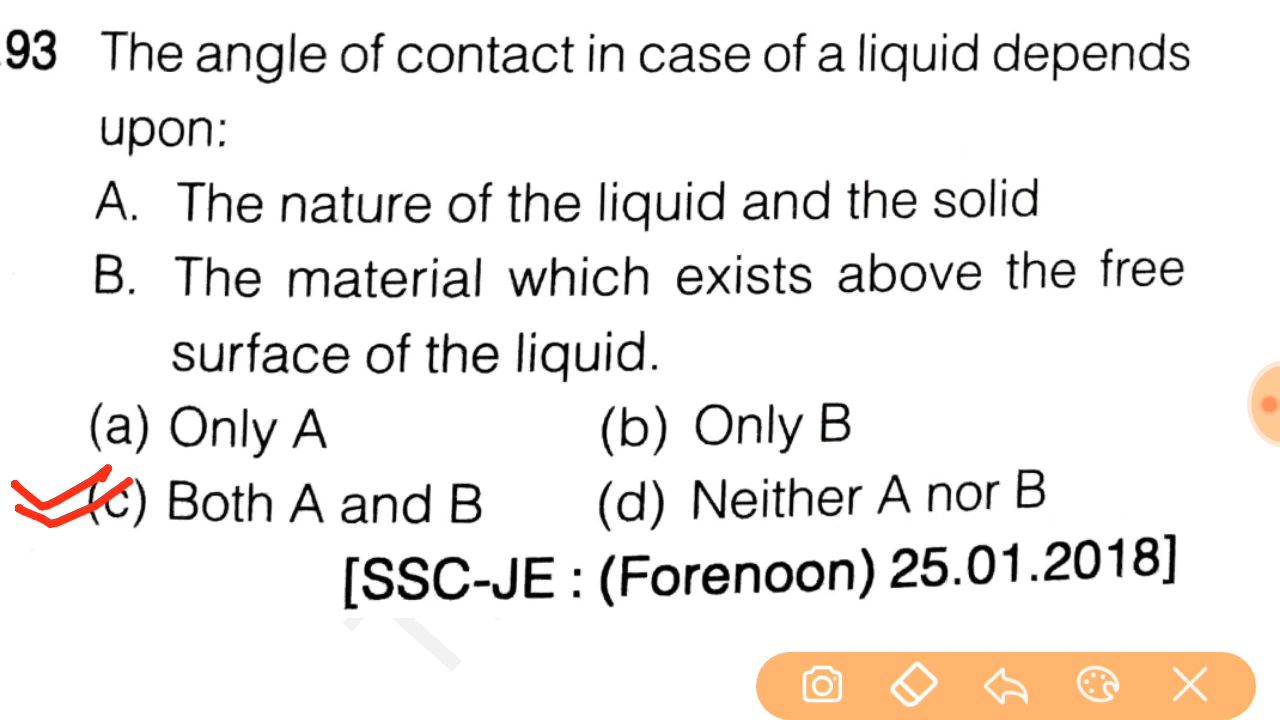 93 The angle of contact in case of a liquid depends
upon:
A. The nature of the liquid and the solid
B. The material which exists above the free
surface of the liquid.
(a) Only A (b) Only B
(c) Both A and B (d) Neither A nor B
[SSC-JE : (Forenoon) 25.01.2018]